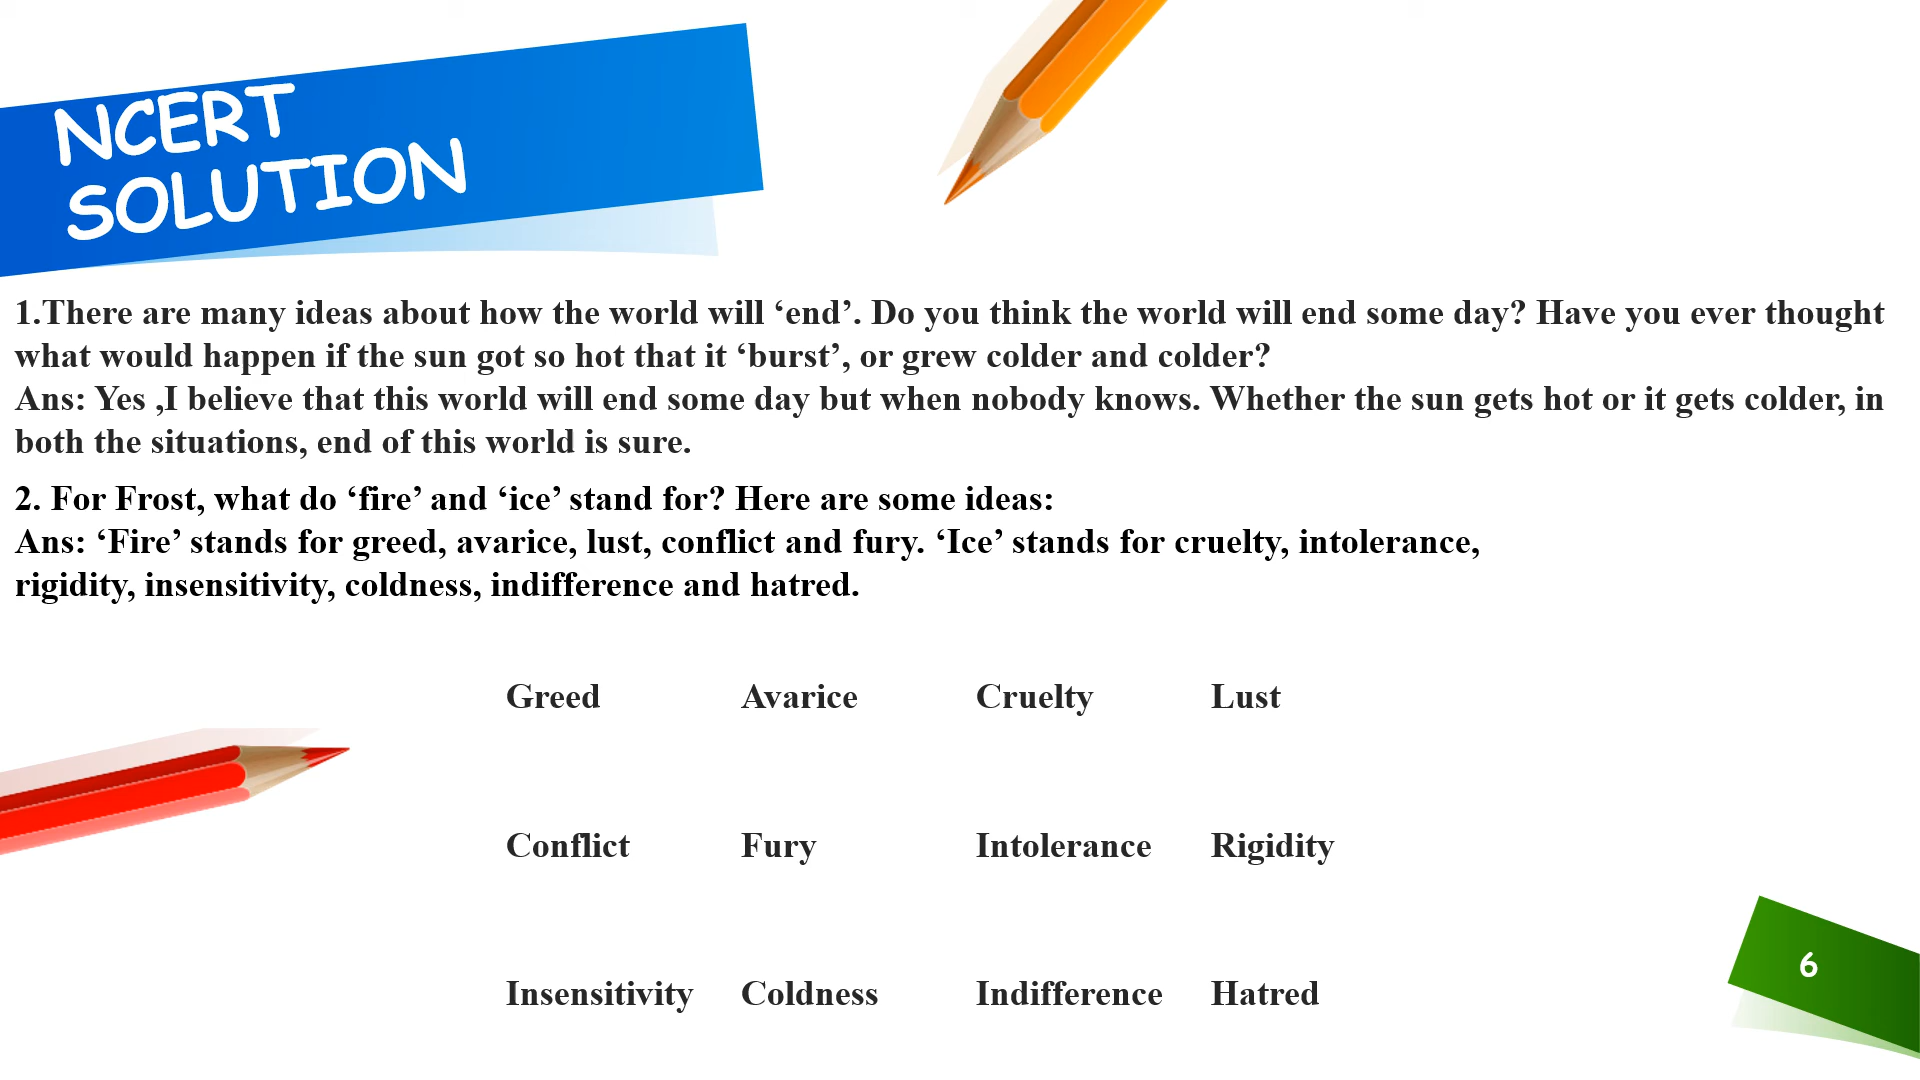 NCERT
SOLUTION
1.There are many ideas about how the world will ‘end’. Do you think the world will end some day? Have you ever thought
what would happen if the sun got so hot that it ‘burst’, or grew colder and colder?
Ans: Yes ,I believe that this world will end some day but when nobody knows. Whether the sun gets hot or it gets colder, in
both the situations, end of this world is sure.
2. For Frost, what do ‘fire’ and ‘ice’ stand for? Here are some ideas:
Ans: ‘Fire’ stands for greed, avarice, lust, conflict and fury. ‘Ice’ stands for cruelty, intolerance,
rigidity, insensitivity, coldness, indifference and hatred.
Greed Avarice Cruelty Lust
Conflict Fury Intolerance Rigidity
Insensitivity Coldness Indifference Hatred
6